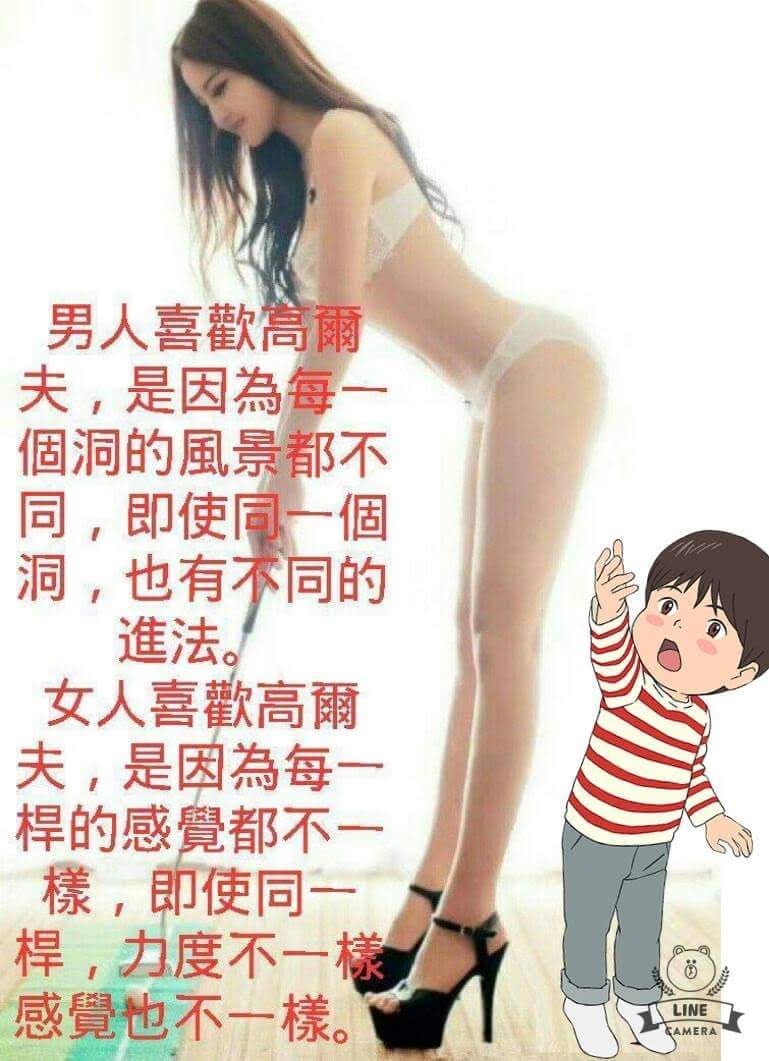 男人喜歡高爾
夫，是因為每一
個洞的風景都不
同，即使同一個
洞，也有不同的
進法。
女人喜歡高爾
夫，是因為每一
桿的感覺都不一
樣，即使同一
桿，力度不一樣
感覺也不一樣。
LINE
CAMERA